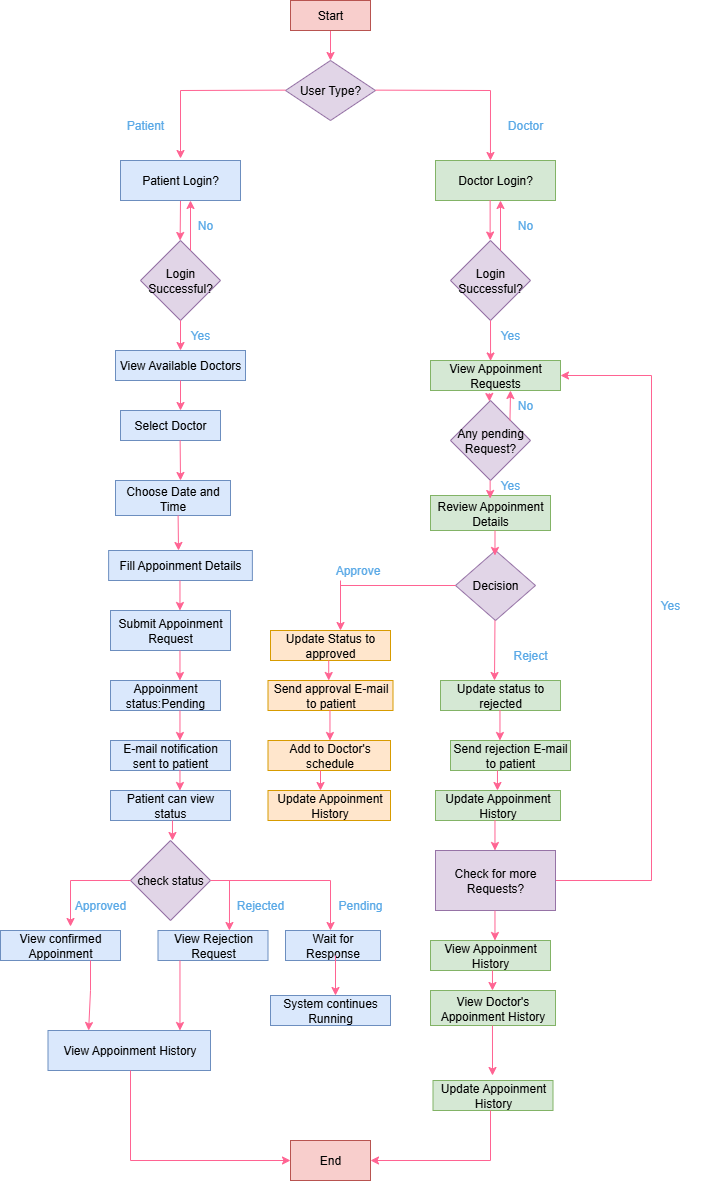 Start
User Type?
Patient
Doctor
Patient Login?
Doctor Login?
No
No
Login
Successful?
Login
Successful?
Yes
Yes
View Available Doctors
View Appoinment
Requests
No
Select Doctor
Any pending
Request?
Yes
Choose Date and
Time
Review Appoinment
Details
Fill Appoinment Details
Approve
Decision
Yes
Submit Appoinment
Request
Update Status to
approved
Reject
Appoinment
status:Pending
Send approval E-mail
to patient
Update status to
rejected
E-mail notification
sent to patient
Add to Doctor's
schedule
Send rejection E-mail
to patient
Patient can view
status
Update Appoinment
History
Update Appoinment
History
check status
Check for more
Requests?
Approved
Rejected
Pending
View confirmed
Appoinment
View Rejection
Request
Wait for
Response
View Appoinment
History
System continues
Running
View Doctor's
Appoinment History
View Appoinment History
Update Appoinment
History
End